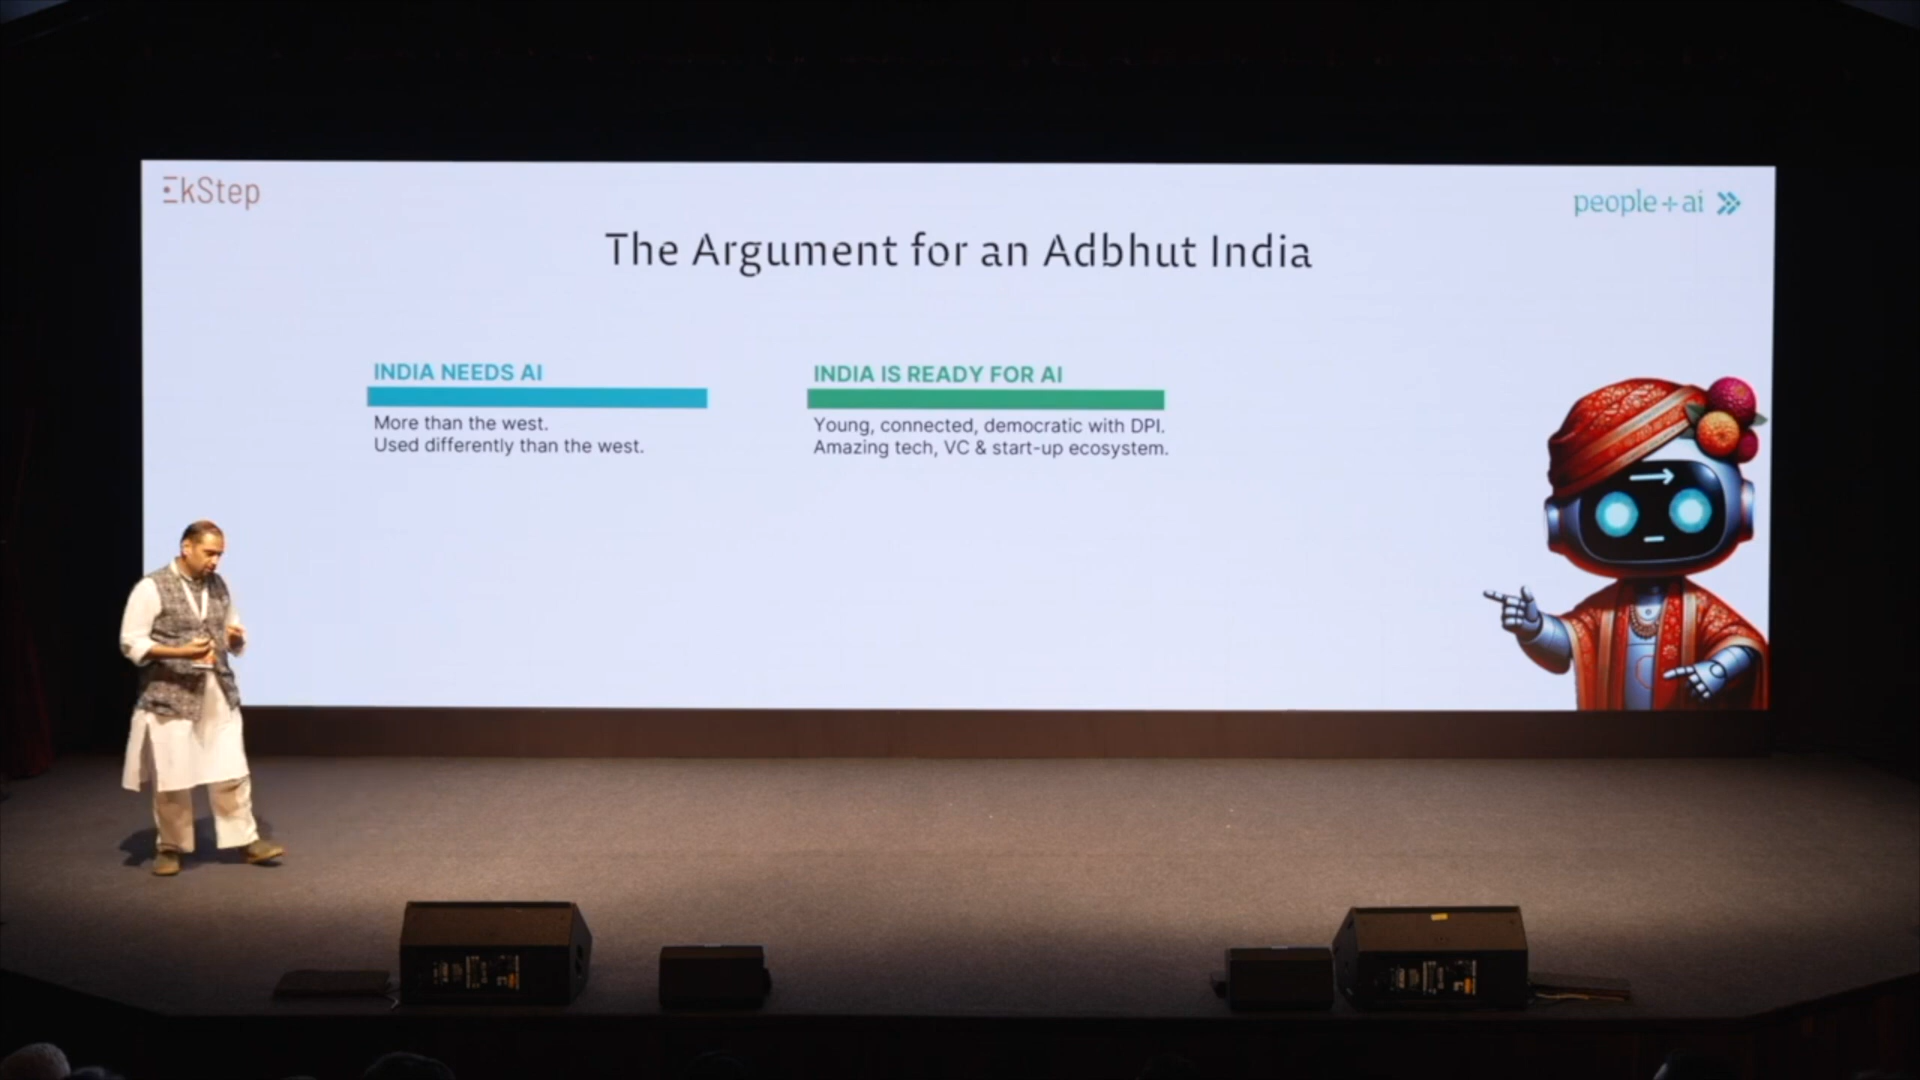 EkStep
people+ai
The Argument for an Adbhut India
INDIA NEEDS AI
More than the west.
Used differently than the west.
INDIA IS READY FOR AI
Young, connected, democratic with DPI.
Amazing tech, VC & start-up ecosystem.